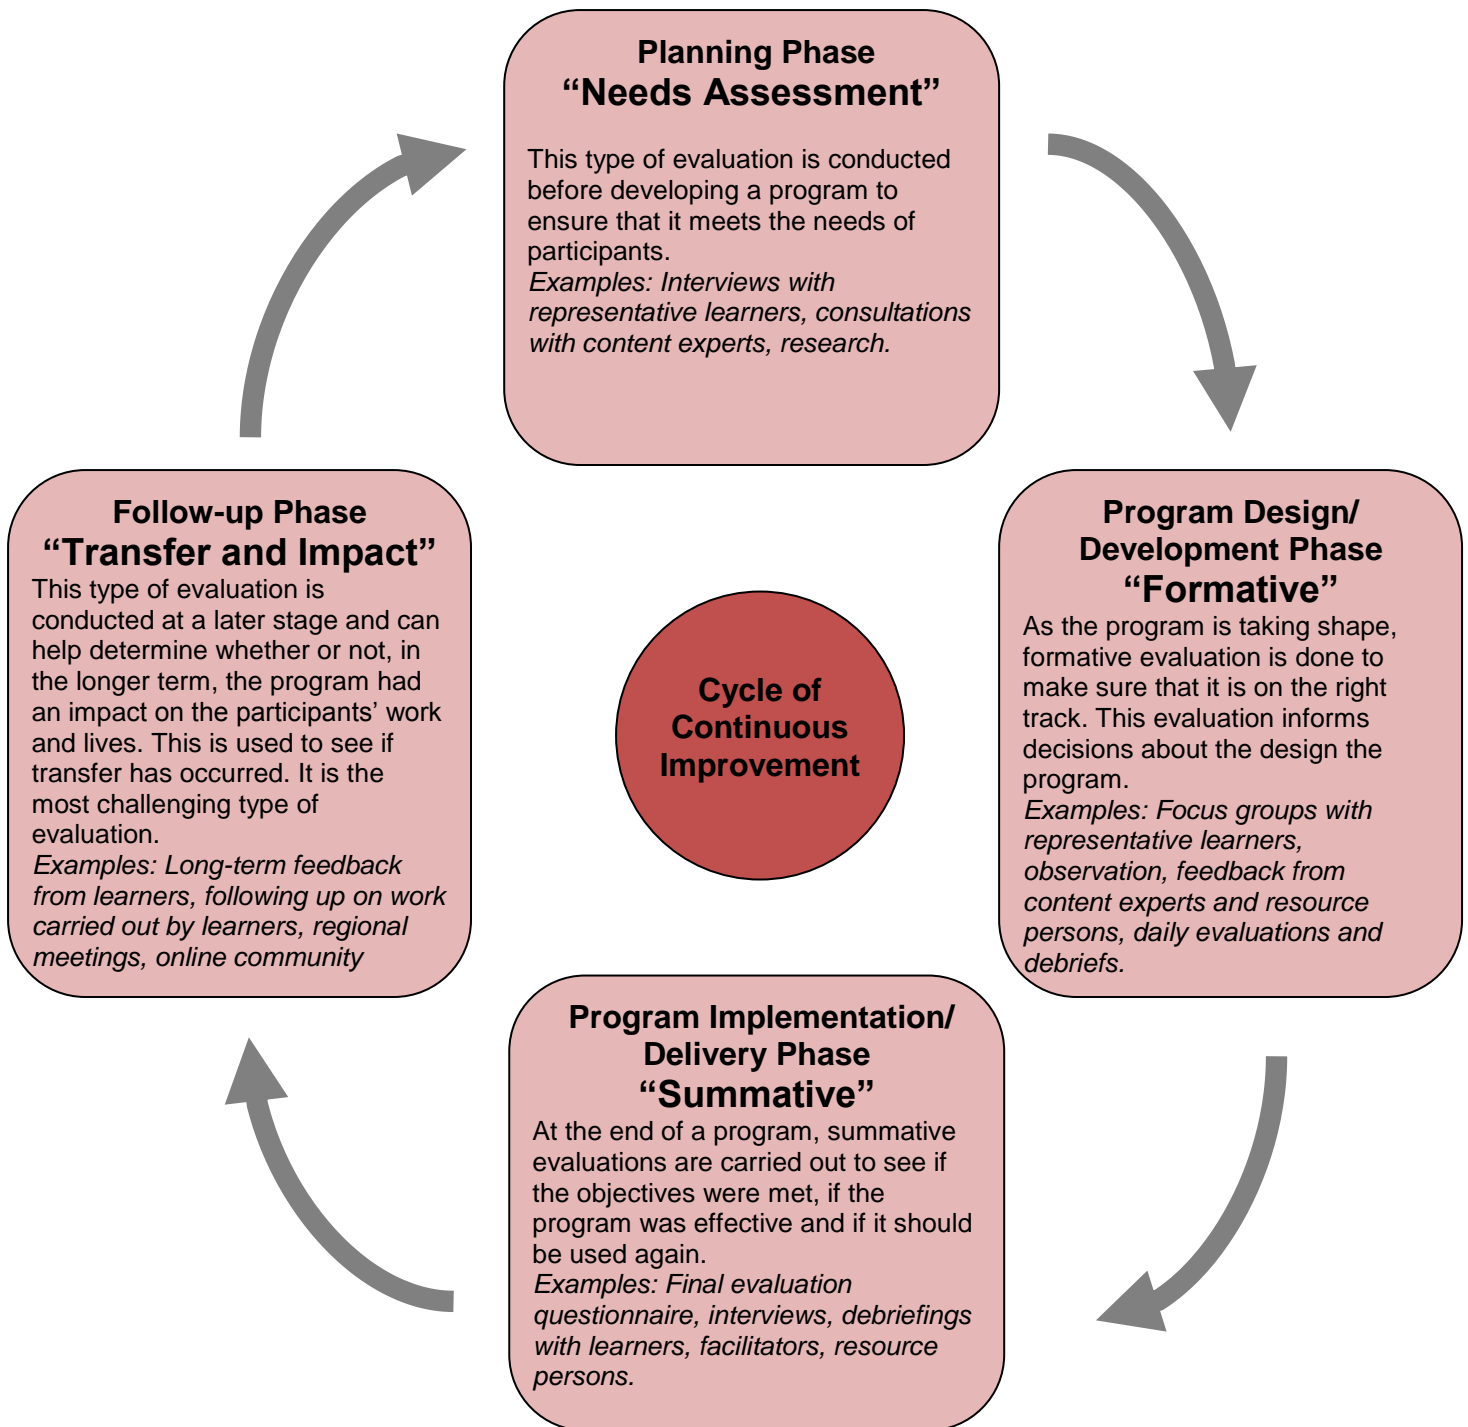 Planning Phase
“Needs Assessment”
This type of evaluation is conducted
before developing a program to
ensure that it meets the needs of
participants.
Examples: Interviews with
representative learners, consultations
with content experts, research.
Follow-up Phase
“Transfer and Impact”
This type of evaluation is
conducted at a later stage and can
help determine whether or not, in
the longer term, the program had
an impact on the participants’ work
and lives. This is used to see if
transfer has occurred. It is the
most challenging type of
evaluation.
Examples: Long-term feedback
from learners, following up on work
carried out by learners, regional
meetings, online community
Cycle of
Continuous
Improvement
Program Design/
Development Phase
“Formative”
As the program is taking shape,
formative evaluation is done to
make sure that it is on the right
track. This evaluation informs
decisions about the design the
program.
Examples: Focus groups with
representative learners,
observation, feedback from
content experts and resource
persons, daily evaluations and
debriefs.
Program Implementation/
Delivery Phase
“Summative”
At the end of a program, summative
evaluations are carried out to see if
the objectives were met, if the
program was effective and if it should
be used again.
Examples: Final evaluation
questionnaire, interviews, debriefings
with learners, facilitators, resource
persons.